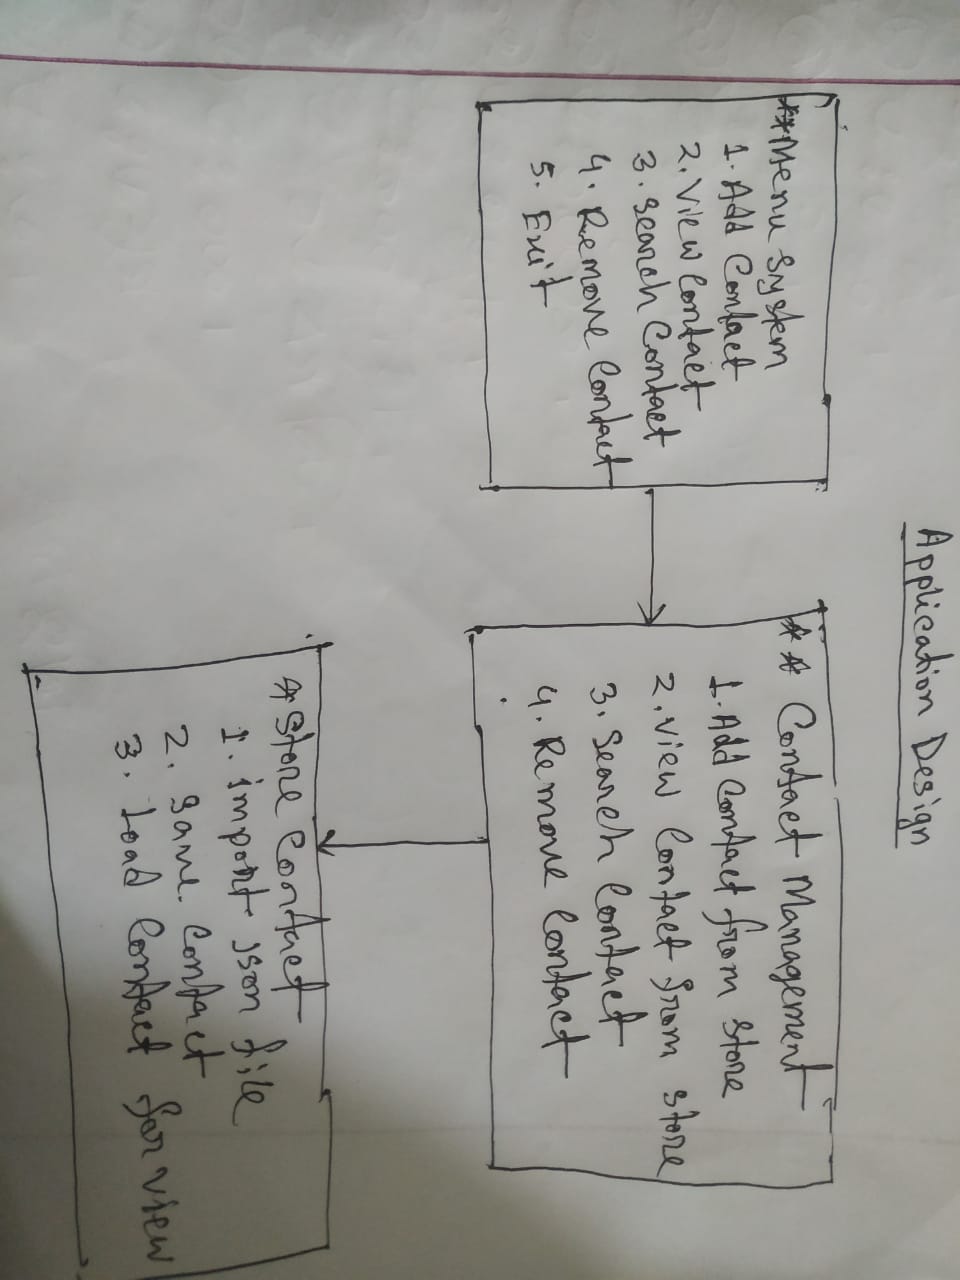 Application Design
**Menu System
1. Add Contact
2. View Contact
3. Search Contact
4. Remove Contact
5. Exit
** Contact Management
1. Add Contact from store
2. View Contact from store
3. Search Contact
4. Remove Contact
*Store Contact
1. import json file
2. save contact
3. Load Contact for view